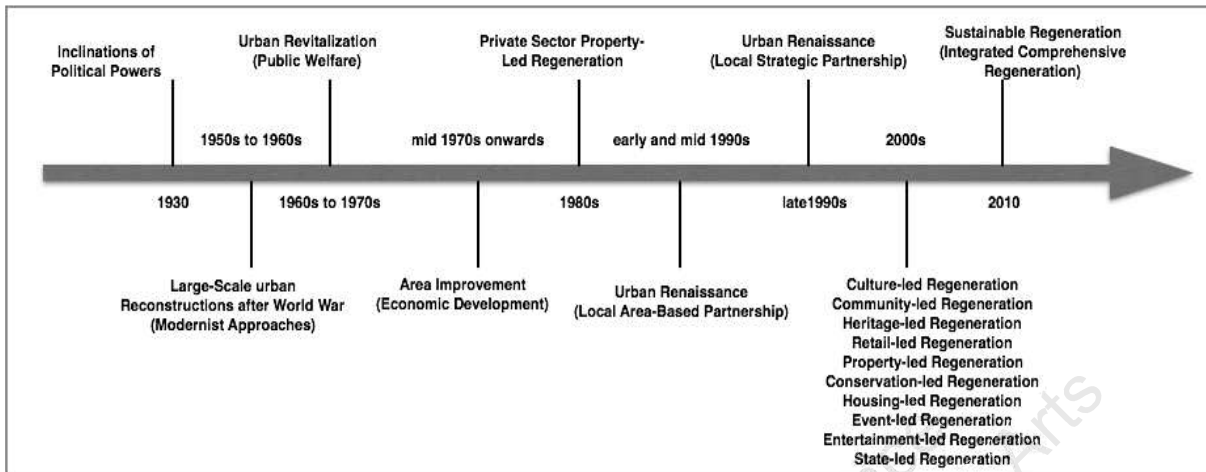 Inclinations of
Political Powers
Urban Revitalization
(Public Welfare)
Private Sector Property-
Led Regeneration
Urban Renaissance
(Local Strategic Partnership)
Sustainable Regeneration
(Integrated Comprehensive
Regeneration)
1950s to 1960s
mid 1970s onwards
early and mid 1990s
2000s
1930
1960s to 1970s
1980s
late1990s
2010
Large-Scale urban
Reconstructions after World War
(Modernist Approaches)
Area Improvement
(Economic Development)
Urban Renaissance
(Local Area-Based Partnership)
Culture-led Regeneration
Community-led Regeneration
Heritage-led Regeneration
Retail-led Regeneration
Property-led Regeneration
Conservation-led Regeneration
Housing-led Regeneration
Event-led Regeneration
Entertainment-led Regeneration
State-led Regeneration
Arts